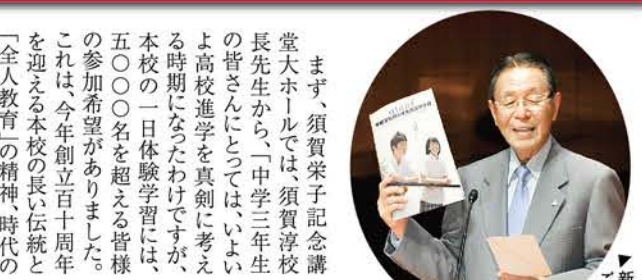 まず、須賀栄子記念講
堂大ホールでは、須賀淳校
長先生から、「中学三年生
の皆さんにとっては、いよい
よ高校進学を真剣に考え
る時期になったわけですが、
本校の一日体験学習には、
五〇〇〇名を超える皆様
の参加希望がありました。
これは、今年創立百十周年
を迎える本校の長い伝統と
「全人教育」の精神、時代の
▶新